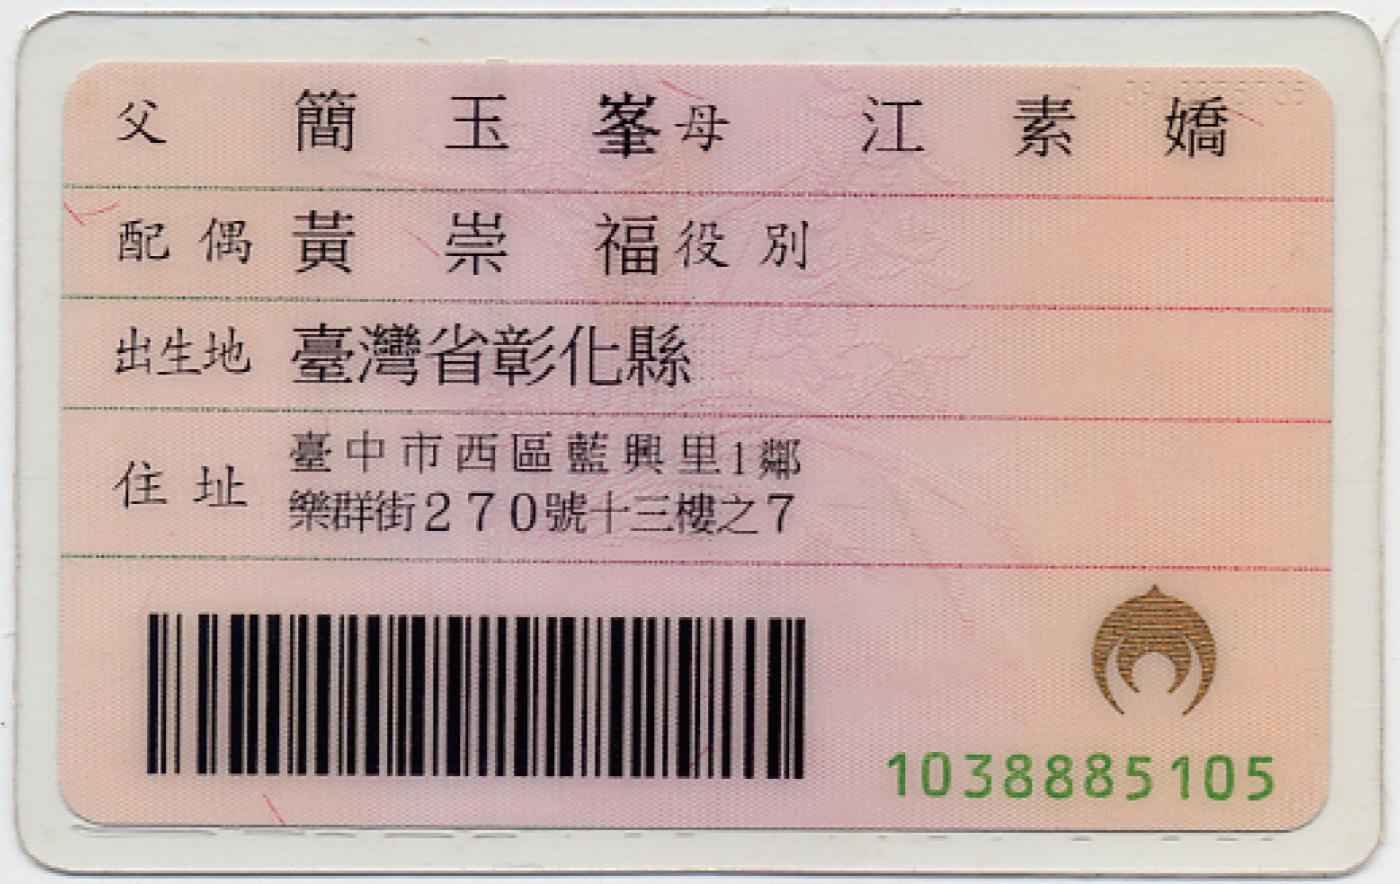 父 簡玉峯 母 江素嬌
配偶 黃崇福 役別
出生地 臺灣省彰化縣
住址 臺中市西區藍興里1鄰
樂群街270號十三樓之7
1038885105